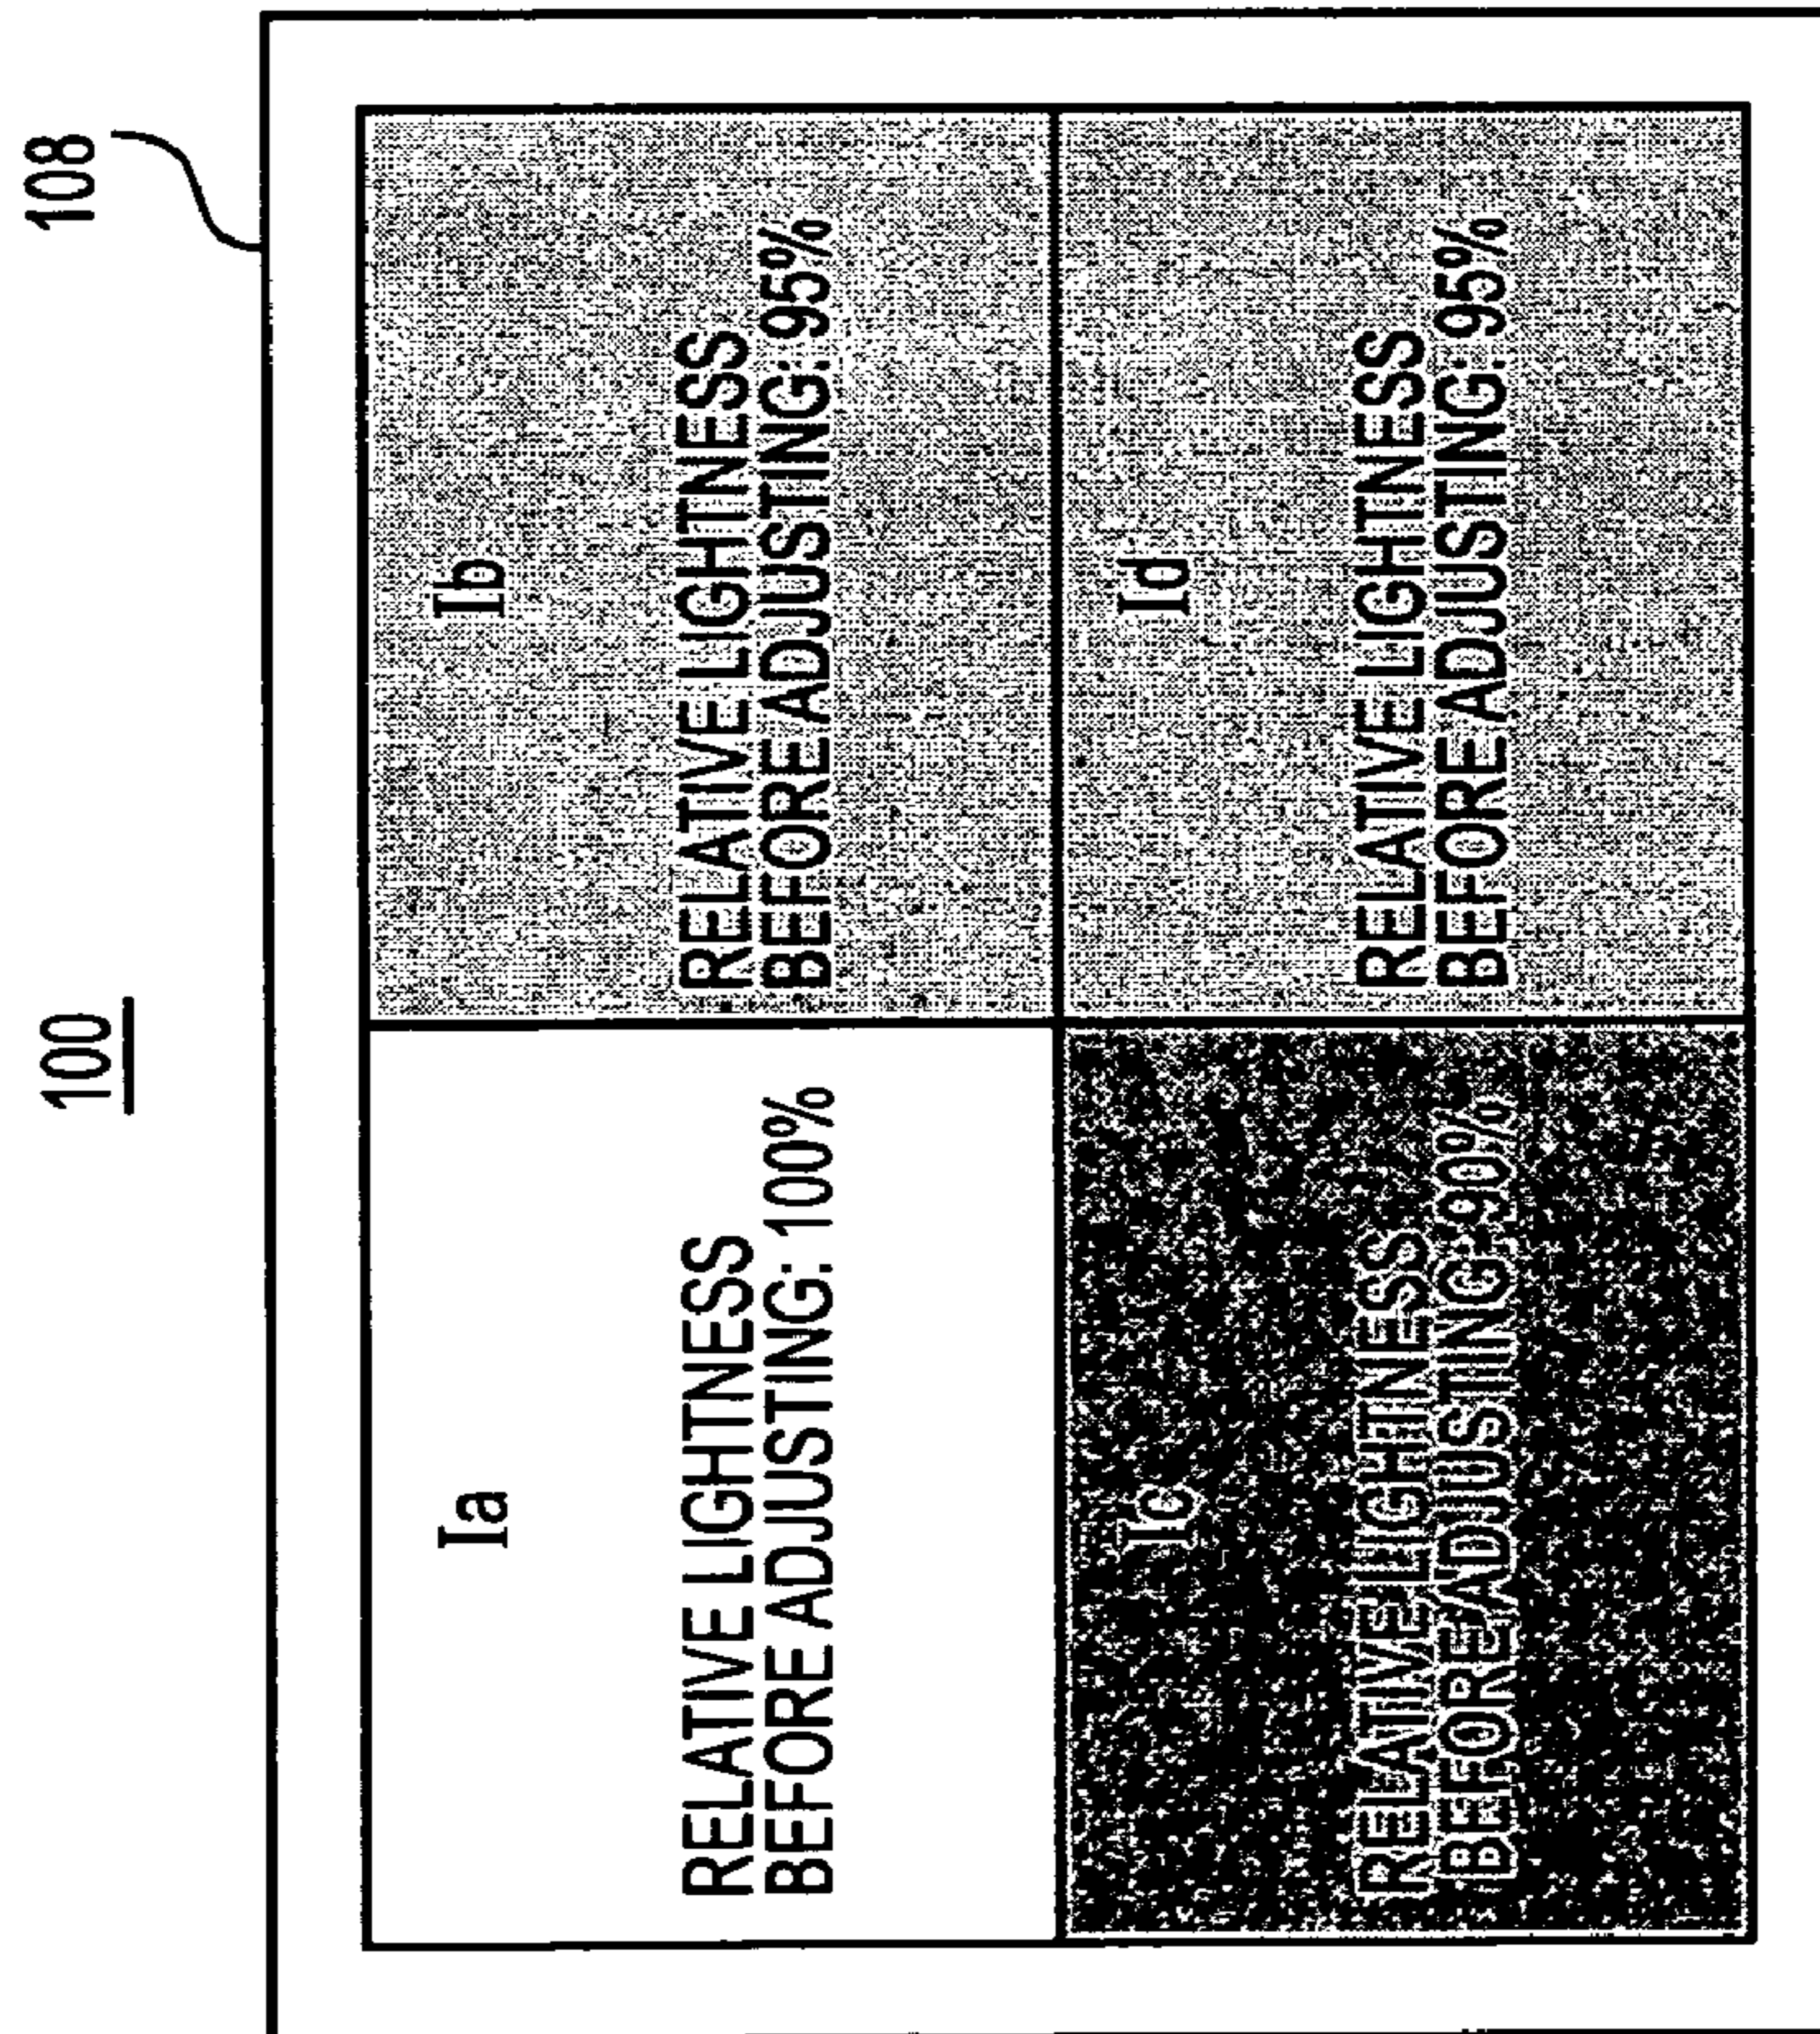 100
108
Ia
RELATIVE LIGHTNESS
BEFORE ADJUSTING: 100%
Ib
RELATIVE LIGHTNESS
BEFORE ADJUSTING: 95%
Ic
RELATIVE LIGHTNESS
BEFORE ADJUSTING: 90%
Id
RELATIVE LIGHTNESS
BEFORE ADJUSTING: 95%